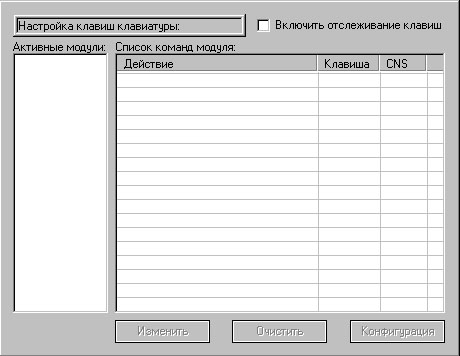 Настройка клавиш клавиатуры:
Включить отслеживание клавиш
Активные модули:
Список команд модуля:
Действие Клавиша CNS
Изменить Очистить Конфигурация